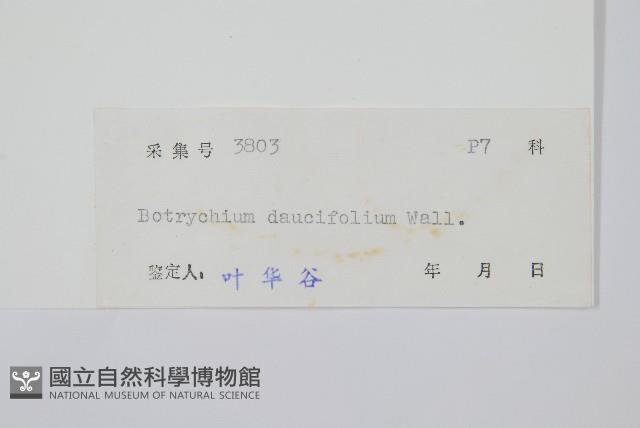 采集号 3803 P7 科
Botrychium daucifolium Wall.
鉴定人: 叶华谷 年 月 日
國立自然科學博物館
NATIONAL MUSEUM OF NATURAL SCIENCE